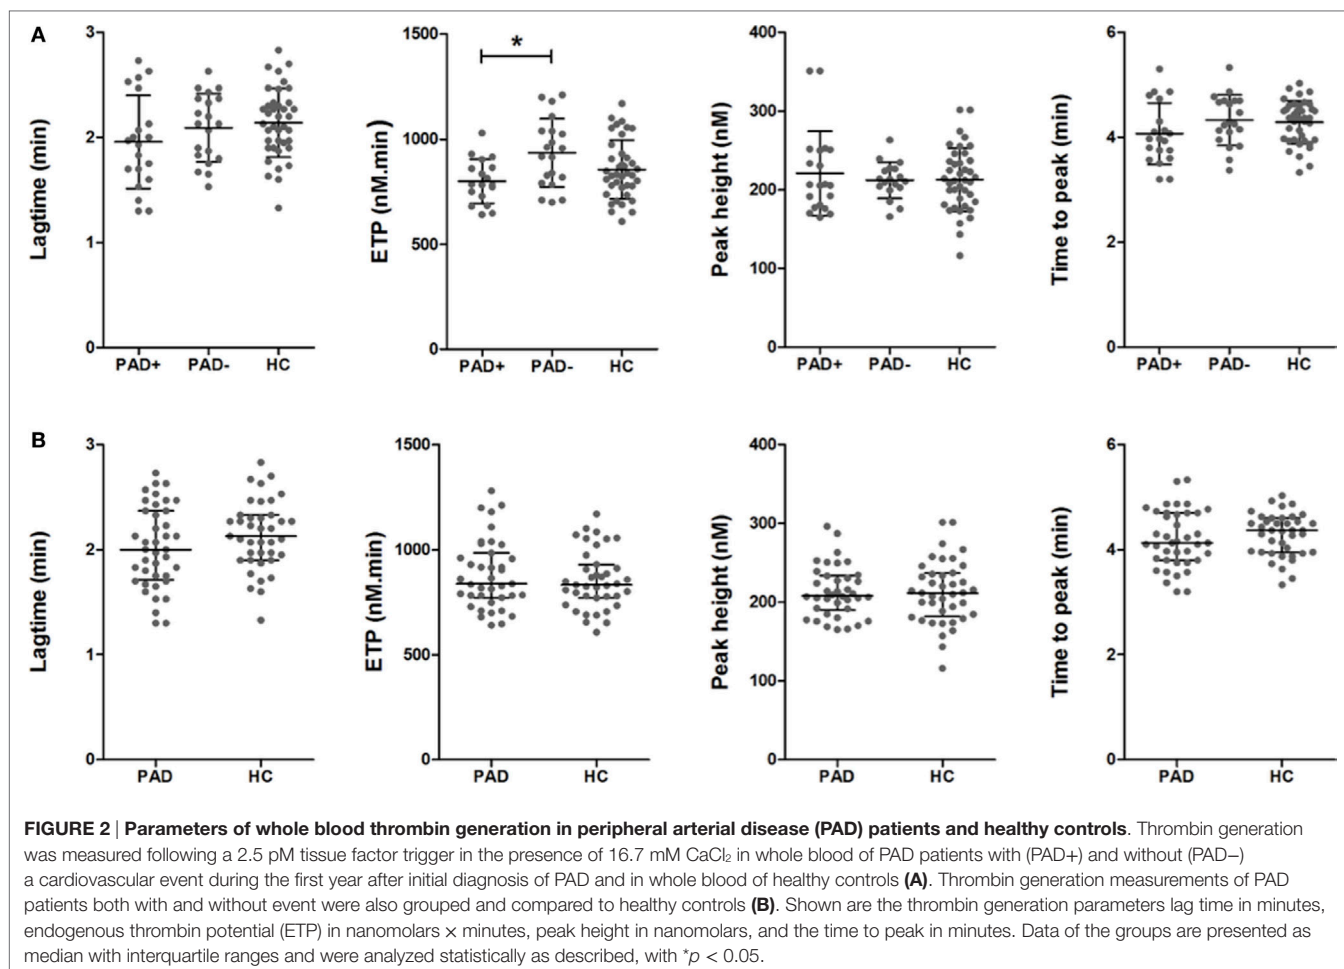 A
Lagtime (min)
3
2
1
0
PAD+ PAD- HC
ETP (nM.min)
1500
1000
500
0
*
PAD+ PAD- HC
Peak height (nM)
400
300
200
100
0
PAD+ PAD- HC
Time to peak (min)
6
4
2
0
PAD+ PAD- HC
B
Lagtime (min)
3
2
1
0
PAD HC
ETP (nM.min)
1500
1000
500
0
PAD HC
Peak height (nM)
400
300
200
100
0
PAD HC
Time to peak (min)
6
4
2
0
PAD HC
FIGURE 2 | Parameters of whole blood thrombin generation in peripheral arterial disease (PAD) patients and healthy controls. Thrombin generation
was measured following a 2.5 pM tissue factor trigger in the presence of 16.7 mM CaCl₂ in whole blood of PAD patients with (PAD+) and without (PAD−)
a cardiovascular event during the first year after initial diagnosis of PAD and in whole blood of healthy controls (A). Thrombin generation measurements of PAD
patients both with and without event were also grouped and compared to healthy controls (B). Shown are the thrombin generation parameters lag time in minutes,
endogenous thrombin potential (ETP) in nanomolars × minutes, peak height in nanomolars, and the time to peak in minutes. Data of the groups are presented as
median with interquartile ranges and were analyzed statistically as described, with *p < 0.05.